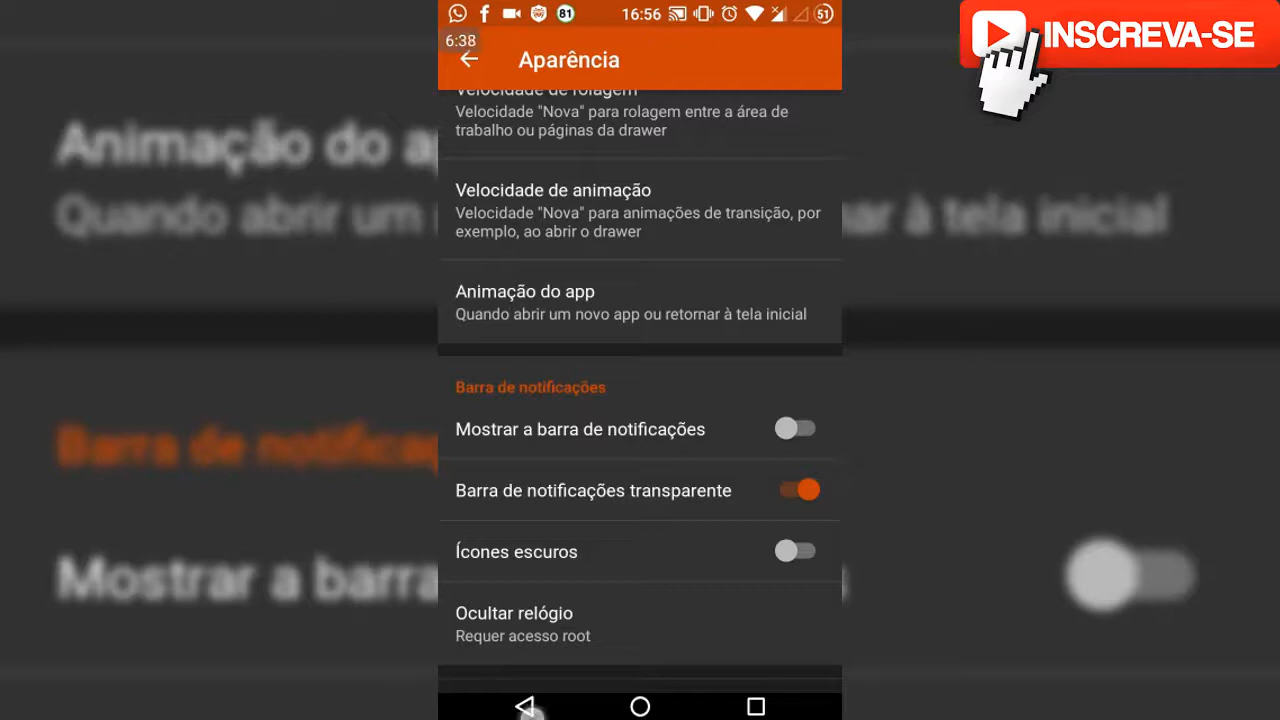 81
16:56
51
INSCREVA-SE
6:38
Aparência
Velocidade de rolagem
Velocidade "Nova" para rolagem entre a área de
trabalho ou páginas da drawer
Velocidade de animação
Velocidade "Nova" para animações de transição, por
exemplo, ao abrir o drawer
Animação do app
Quando abrir um novo app ou retornar à tela inicial
Barra de notificações
Mostrar a barra de notificações
Barra de notificações transparente
Ícones escuros
Ocultar relógio
Requer acesso root
Animação do a
Quando abrir um
nar à tela inicial
Barra de notifica
Mostrar a barra